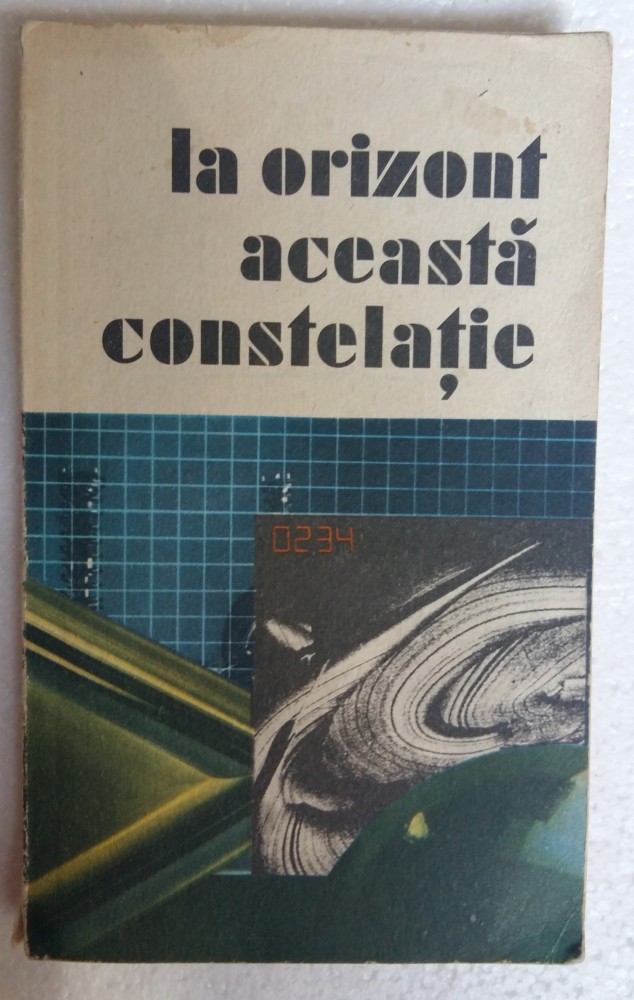 la orizont
această
constelație
0234